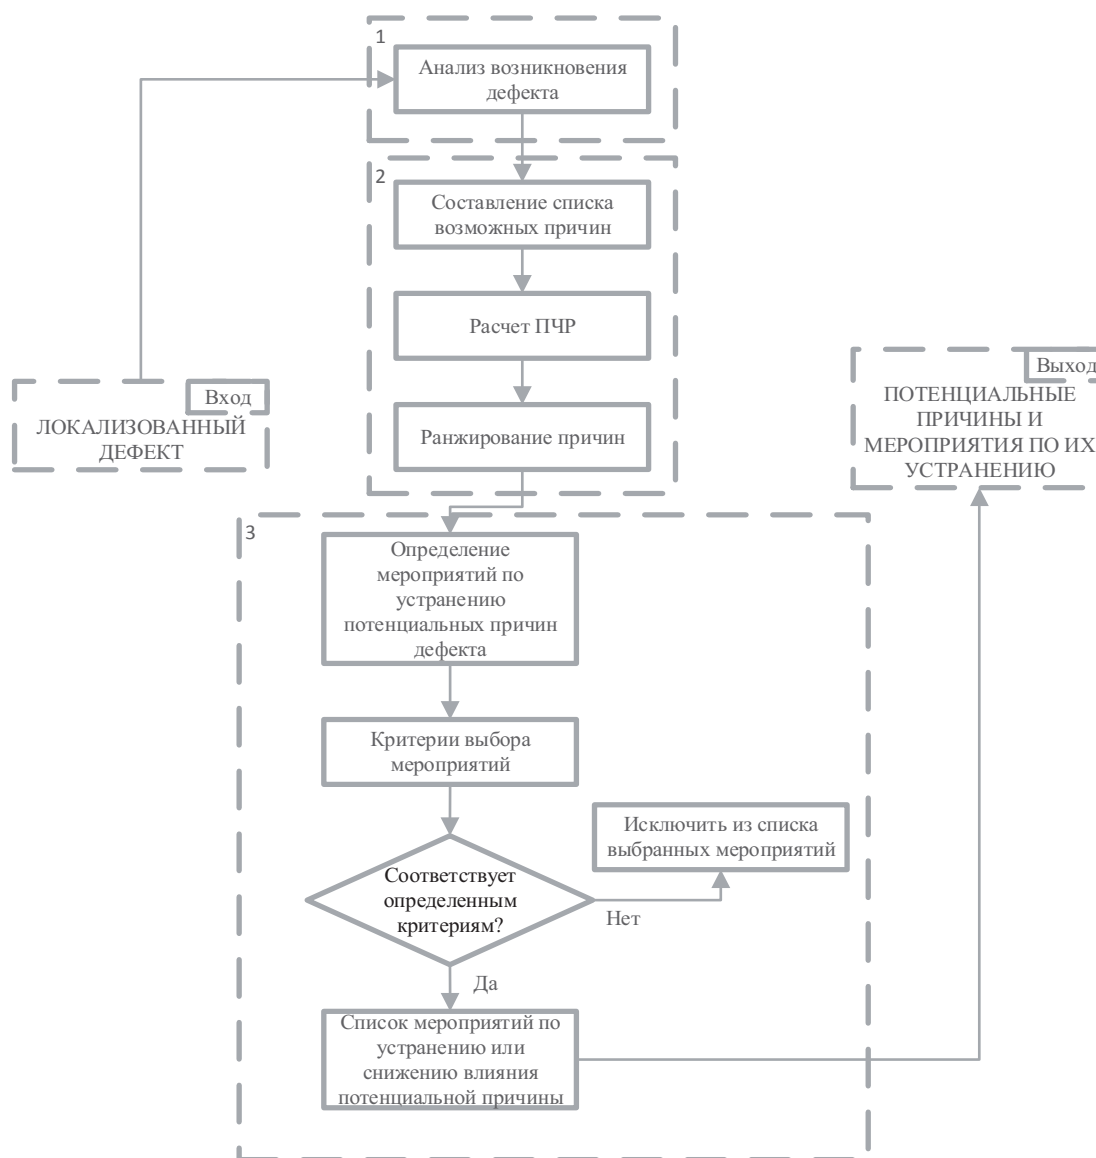 1
Анализ возникновения
дефекта
2
Составление списка
возможных причин
Расчет ПЧР
Ранжирование причин
Вход
ЛОКАЛИЗОВАННЫЙ
ДЕФЕКТ
Выход
ПОТЕНЦИАЛЬНЫЕ
ПРИЧИНЫ И
МЕРОПРИЯТИЯ ПО ИХ
УСТРАНЕНИЮ
3
Определение
мероприятий по
устранению
потенциальных причин
дефекта
Критерии выбора
мероприятий
Исключить из списка
выбранных мероприятий
Соответствует
определенным
критериям?
Нет
Да
Список мероприятий по
устранению или
снижению влияния
потенциальной причины